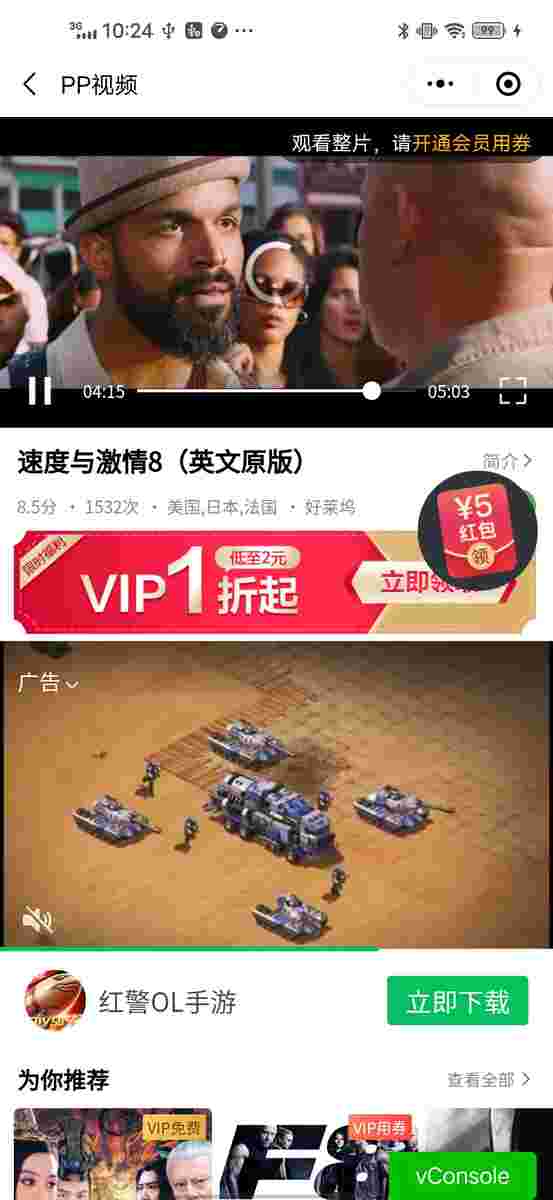 3G 10:24 99
PP视频
观看整片，请开通会员用券
04:15 05:03
速度与激情8（英文原版）
简介
8.5分 · 1532次 · 美国,日本,法国 · 好莱坞
¥5
红包
领
限时福利
VIP1折起
低至2元
立即领
广告
红警OL手游
立即下载
为你推荐
查看全部
VIP免费
VIP用券
F8
vConsole